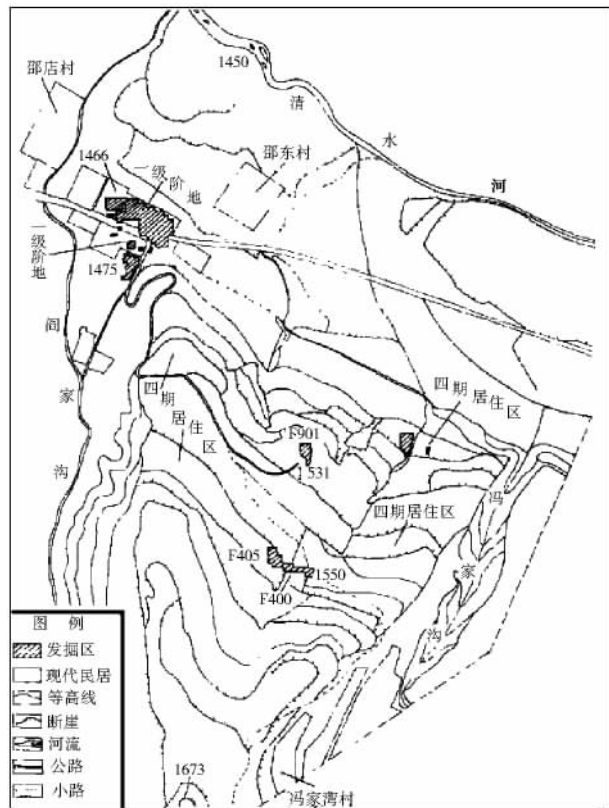 1450
清水河
邵店村
1466
一级阶地
邵东村
一级阶地
1475
阎家沟
四期居住区
四期居住区
F901
531
四期居住区
冯家沟
F405
1550
F400
图 例
发掘区
现代民居
等高线
断崖
河流
公路
小路
1673
冯家湾村